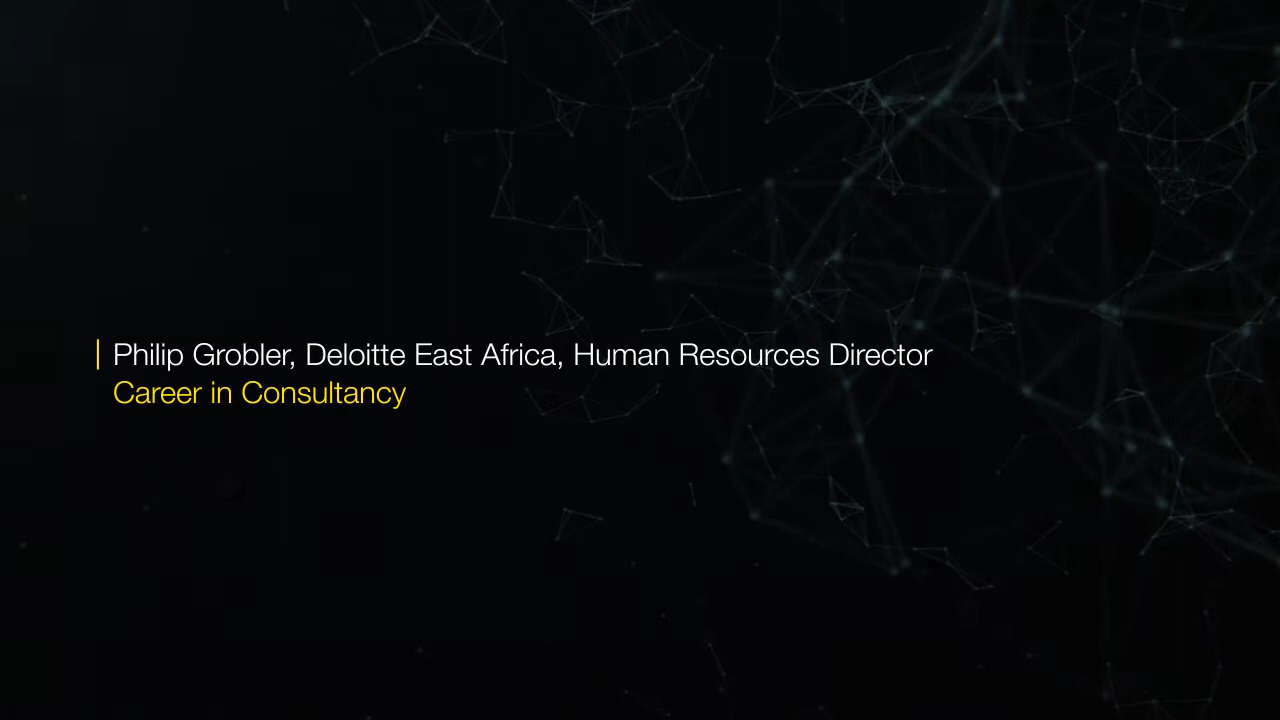 Philip Grobler, Deloitte East Africa, Human Resources Director
Career in Consultancy